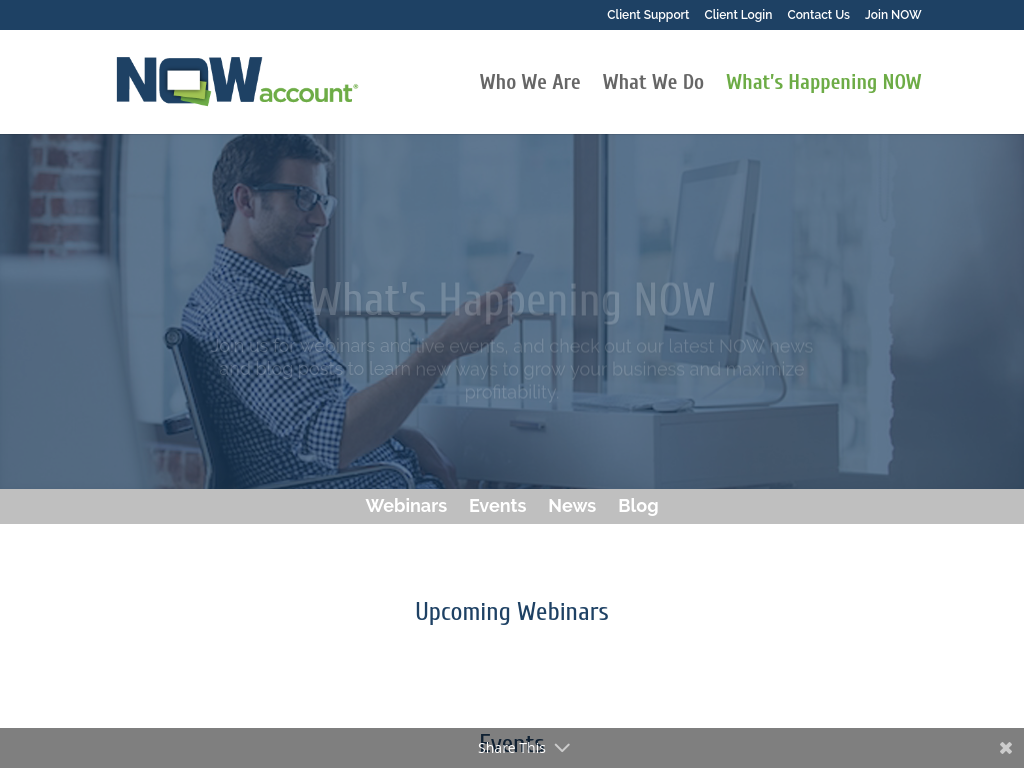 Client Support Client Login Contact Us Join NOW
NOWaccount®
Who We Are What We Do What's Happening NOW
What's Happening NOW
Join us for webinars and live events, and check out our latest NOW news
and blog posts to learn new ways to grow your business and maximize
profitability.
Webinars Events News Blog
Upcoming Webinars
Events
Share This